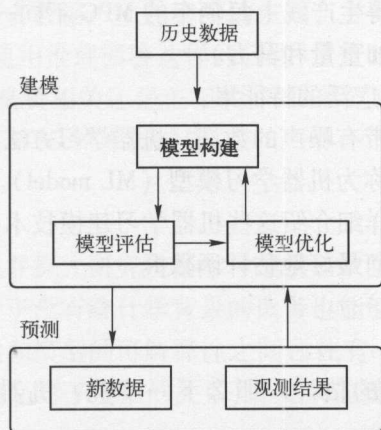 历史数据
建模
模型构建
模型评估
模型优化
预测
新数据
观测结果